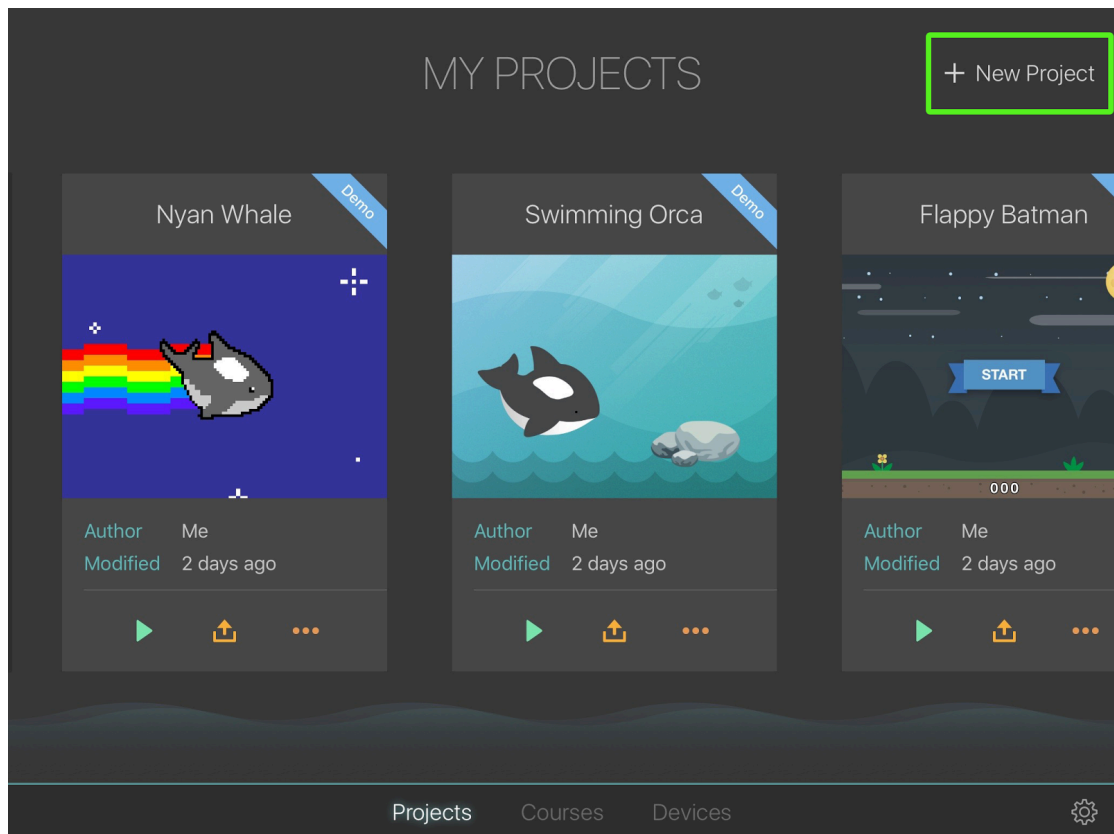 MY PROJECTS
+ New Project
Nyan Whale
Demo
Swimming Orca
Demo
Flappy Batman
START
000
Author Me
Modified 2 days ago
Author Me
Modified 2 days ago
Author Me
Modified 2 days ago
Projects Courses Devices